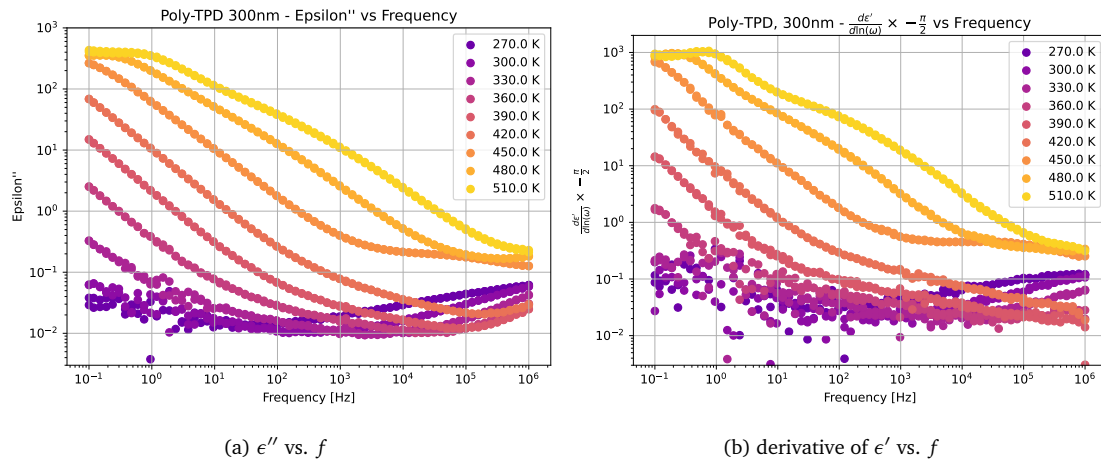 Poly-TPD 300nm - Epsilon'' vs Frequency
10³
10²
10¹
10⁰
10⁻¹
10⁻²
Epsilon''
270.0 K
300.0 K
330.0 K
360.0 K
390.0 K
420.0 K
450.0 K
480.0 K
510.0 K
10⁻¹ 10⁰ 10¹ 10² 10³ 10⁴ 10⁵ 10⁶
Frequency [Hz]
(a) ϵ′′ vs. f
Poly-TPD, 300nm - dε′/dln(ω) × −π/2 vs Frequency
10³
10²
10¹
10⁰
10⁻¹
10⁻²
dε′/dln(ω) × −π/2
270.0 K
300.0 K
330.0 K
360.0 K
390.0 K
420.0 K
450.0 K
480.0 K
510.0 K
10⁻¹ 10⁰ 10¹ 10² 10³ 10⁴ 10⁵ 10⁶
Frequency [Hz]
(b) derivative of ϵ′ vs. f